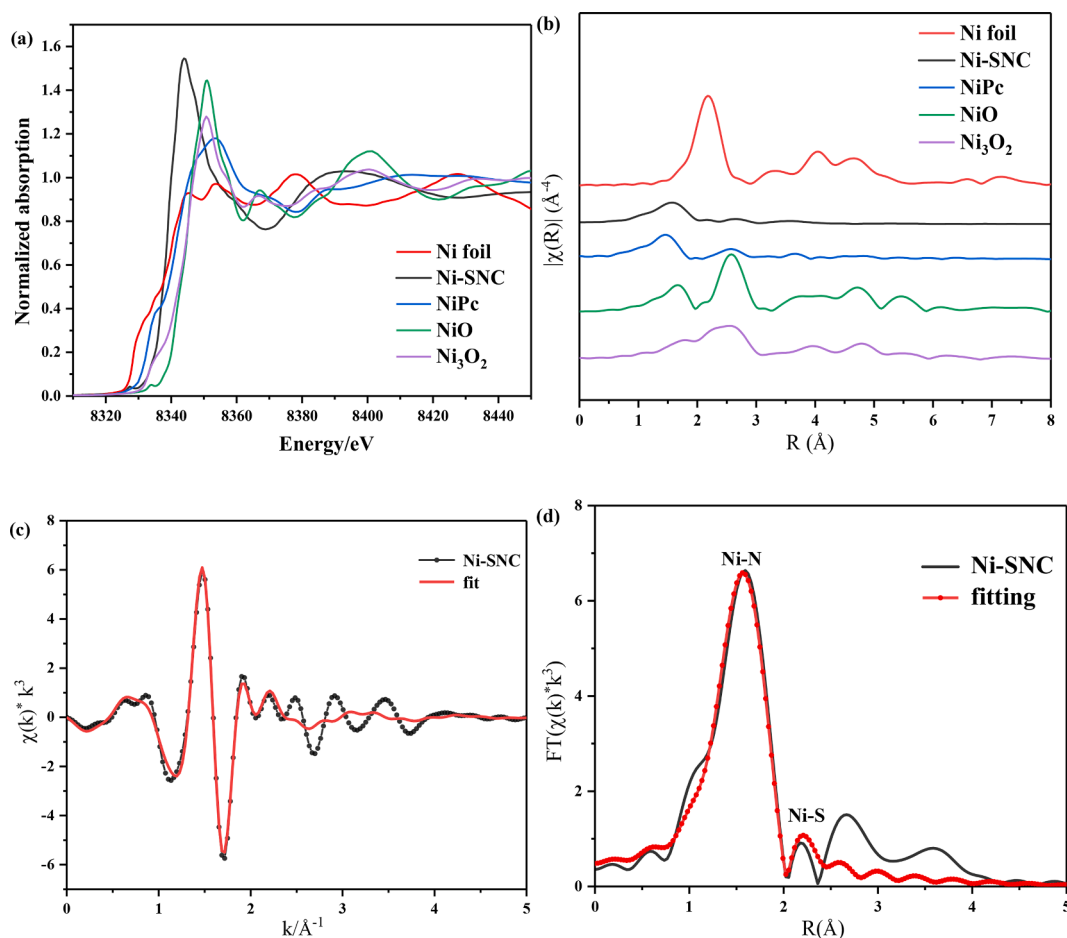 (a)
1.6
1.4
1.2
1.0
0.8
0.6
0.4
0.2
0.0
Normalized absorption
Ni foil
Ni-SNC
NiPc
NiO
Ni₃O₂
8320 8340 8360 8380 8400 8420 8440
Energy/eV
(b)
|χ(R)| (Å⁻⁴)
Ni foil
Ni-SNC
NiPc
NiO
Ni₃O₂
0 1 2 3 4 5 6 7 8
R (Å)
(c)
8
6
4
2
0
-2
-4
-6
χ(k)* k³
Ni-SNC
fit
0 1 2 3 4 5
k/Å⁻¹
(d)
8
6
4
2
0
FT(χ(k)*k³)
Ni-N
Ni-S
Ni-SNC
fitting
0 1 2 3 4 5
R(Å)